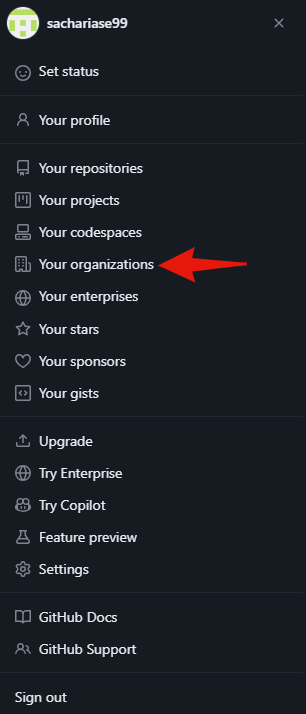 sachariase99
Set status
Your profile
Your repositories
Your projects
Your codespaces
Your organizations
Your enterprises
Your stars
Your sponsors
Your gists
Upgrade
Try Enterprise
Try Copilot
Feature preview
Settings
GitHub Docs
GitHub Support
Sign out